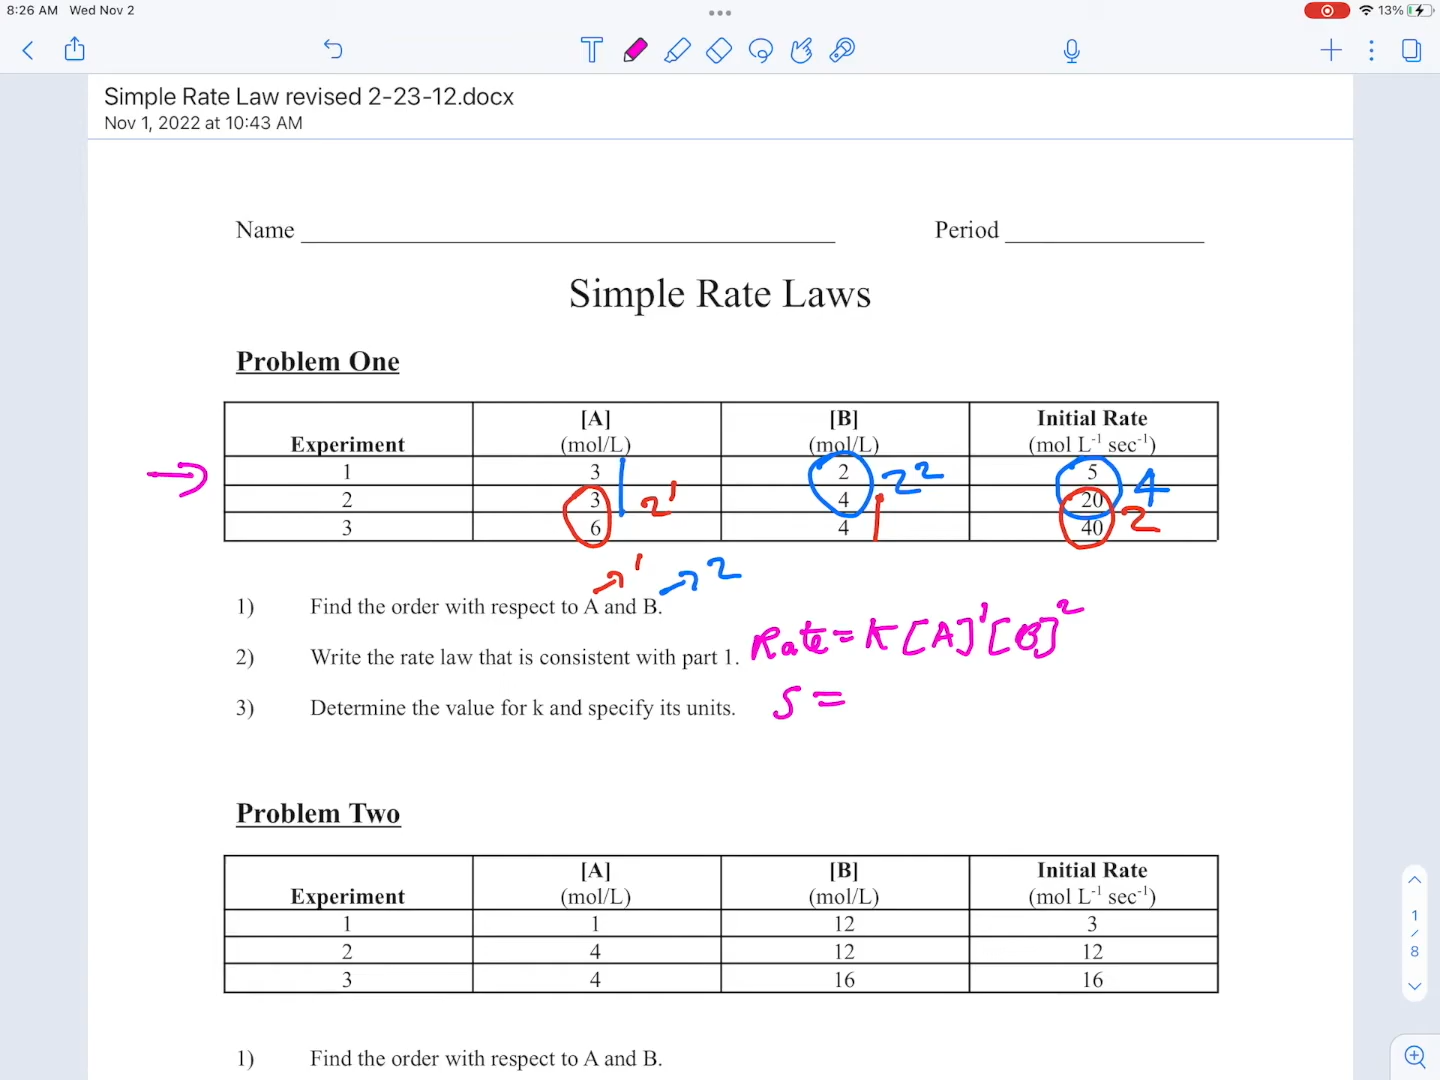 8:26 AM Wed Nov 2
13%
T
Simple Rate Law revised 2-23-12.docx
Nov 1, 2022 at 10:43 AM
Name ____________ Period ____________
Simple Rate Laws
Problem One
Experiment [A] (mol/L) [B] (mol/L) Initial Rate (mol L⁻¹ sec⁻¹)
→ 1 3 2 2² 5 4
2 3 2¹ 4 20
3 6 4 40 2
→ 1 → 2
1) Find the order with respect to A and B.
Rate = K[A]¹[B]²
2) Write the rate law that is consistent with part 1.
3) Determine the value for k and specify its units. 5 =
Problem Two
Experiment [A] (mol/L) [B] (mol/L) Initial Rate (mol L⁻¹ sec⁻¹)
1 1 12 3
2 4 12 12
3 4 16 16
1) Find the order with respect to A and B.
1 / 8